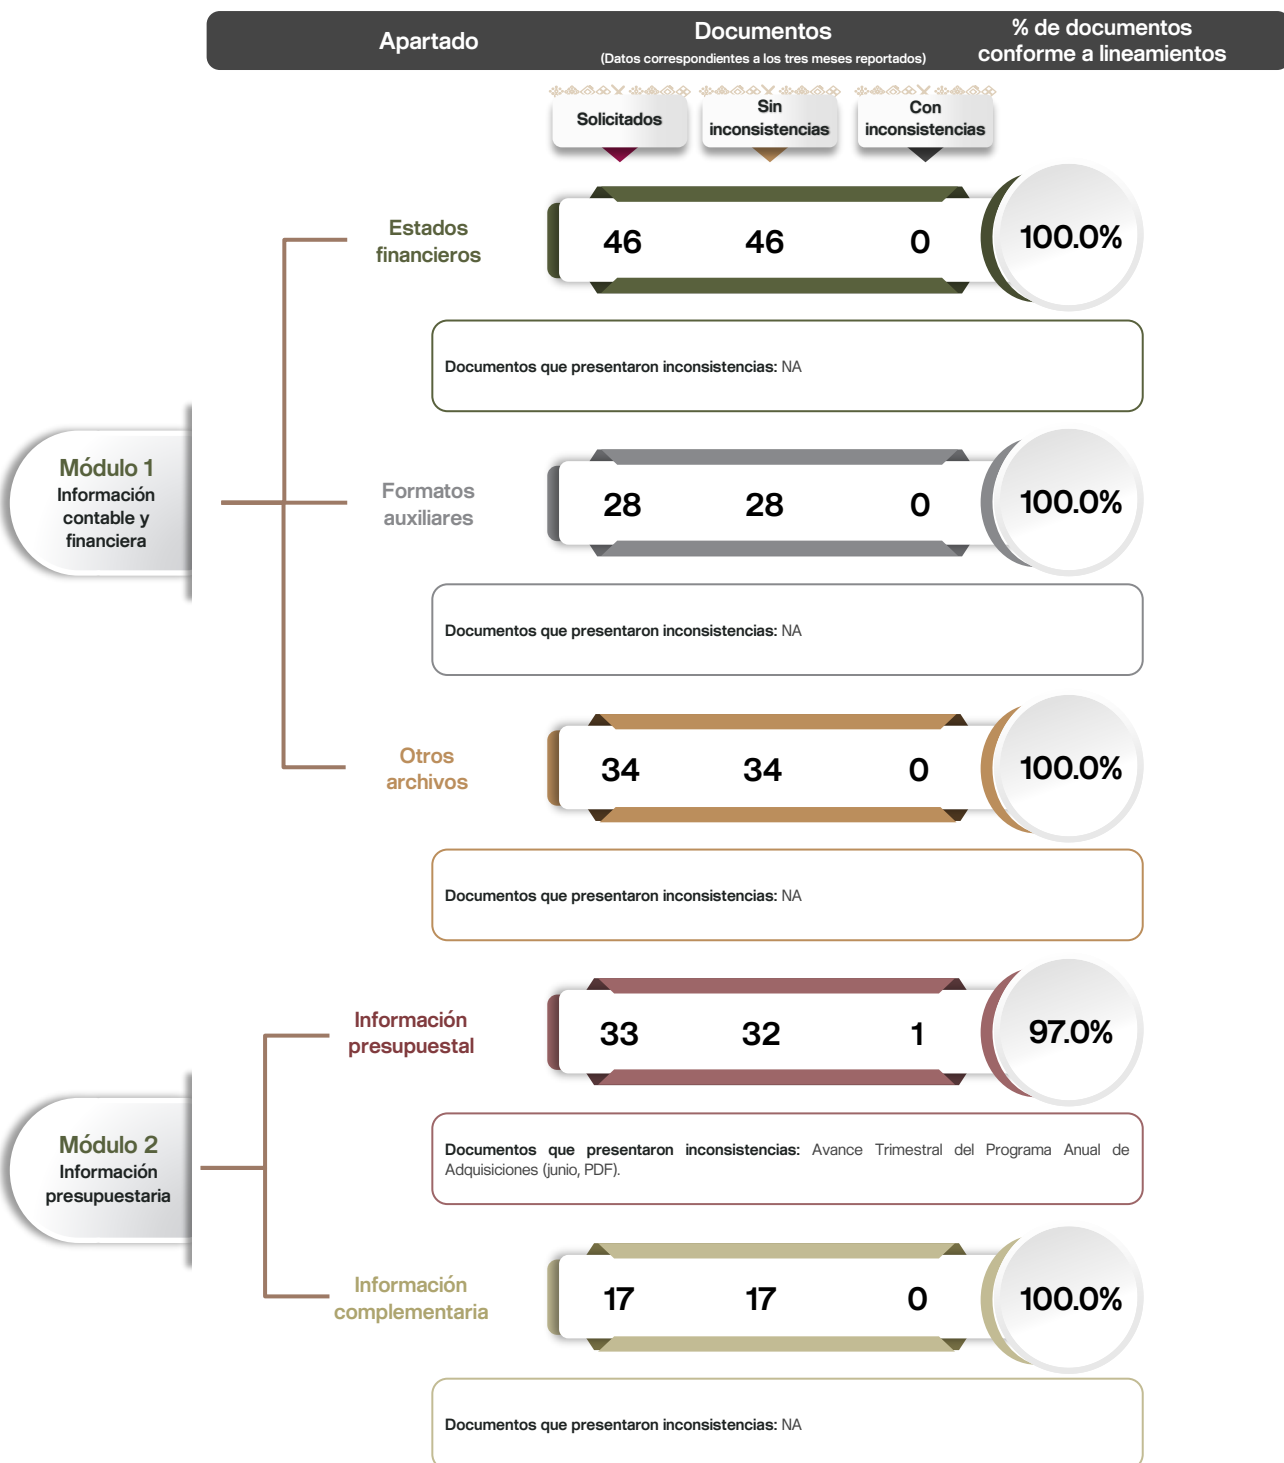 Apartado
Documentos
(Datos correspondientes a los tres meses reportados)
% de documentos
conforme a lineamientos
Solicitados
Sin
inconsistencias
Con
inconsistencias
Módulo 1
Información
contable y
financiera
Estados
financieros
46 46 0 100.0%
Documentos que presentaron inconsistencias: NA
Formatos
auxiliares
28 28 0 100.0%
Documentos que presentaron inconsistencias: NA
Otros
archivos
34 34 0 100.0%
Documentos que presentaron inconsistencias: NA
Módulo 2
Información
presupuestaria
Información
presupuestal
33 32 1 97.0%
Documentos que presentaron inconsistencias: Avance Trimestral del Programa Anual de
Adquisiciones (junio, PDF).
Información
complementaria
17 17 0 100.0%
Documentos que presentaron inconsistencias: NA